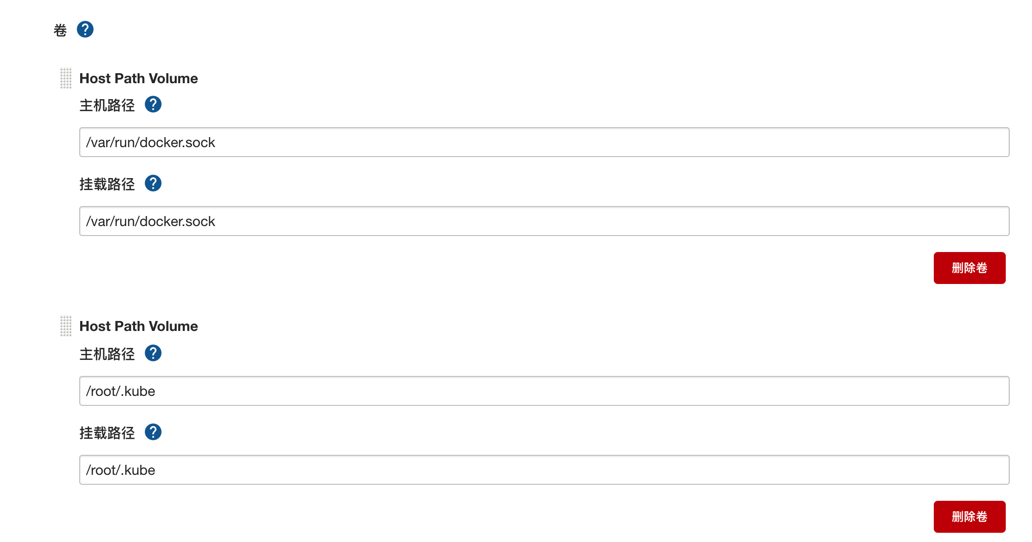 卷 ?
Host Path Volume
主机路径 ?
/var/run/docker.sock
挂载路径 ?
/var/run/docker.sock
删除卷
Host Path Volume
主机路径 ?
/root/.kube
挂载路径 ?
/root/.kube
删除卷